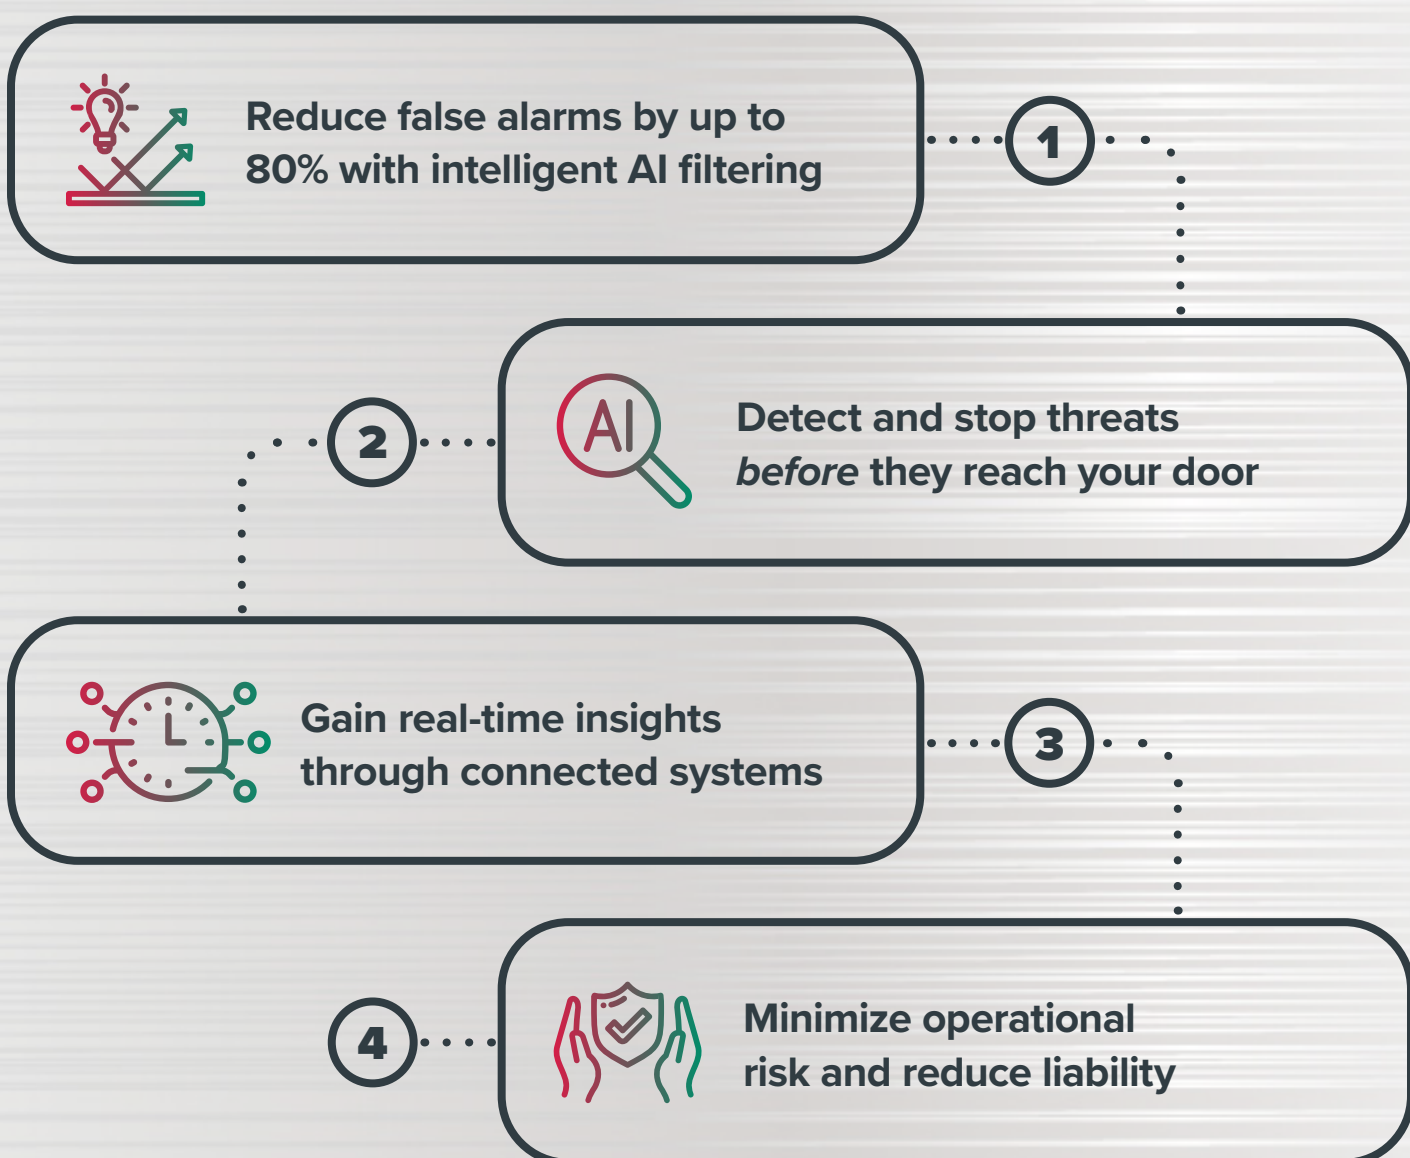 Reduce false alarms by up to
80% with intelligent AI filtering
1
AI
Detect and stop threats
before they reach your door
2
Gain real-time insights
through connected systems
3
Minimize operational
risk and reduce liability
4